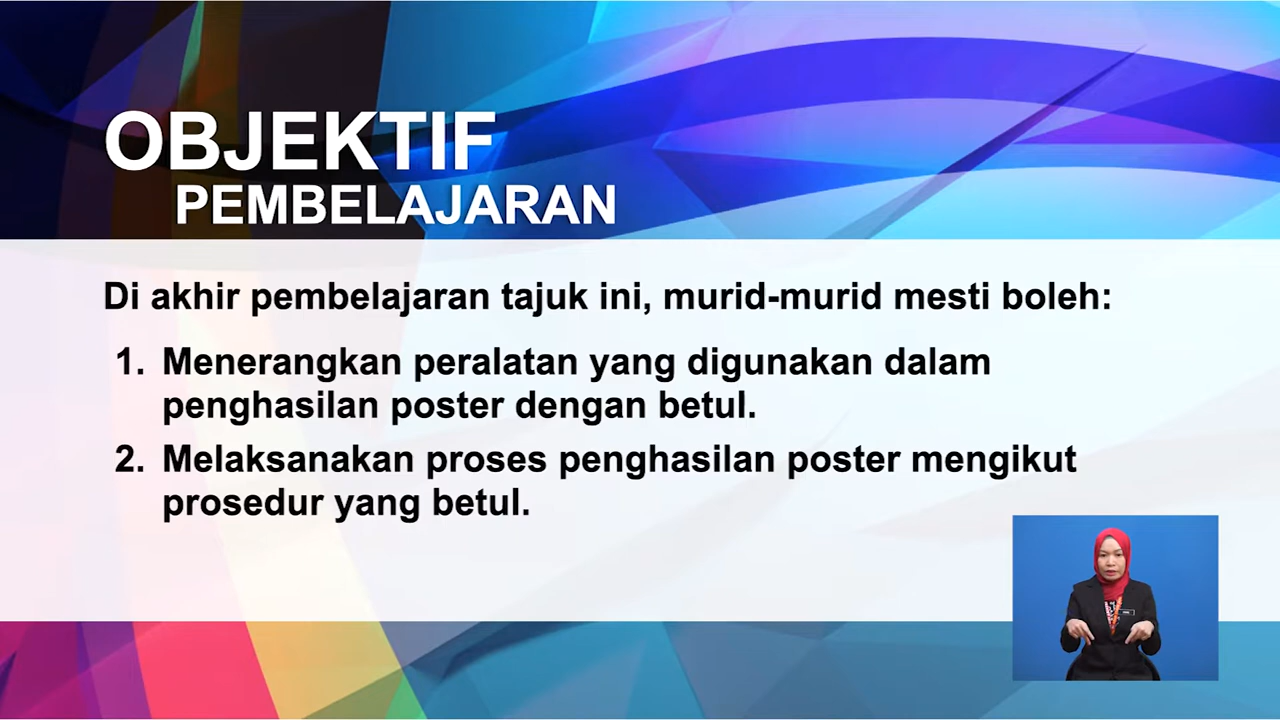 OBJEKTIF
PEMBELAJARAN
Di akhir pembelajaran tajuk ini, murid-murid mesti boleh:
1. Menerangkan peralatan yang digunakan dalam
penghasilan poster dengan betul.
2. Melaksanakan proses penghasilan poster mengikut
prosedur yang betul.